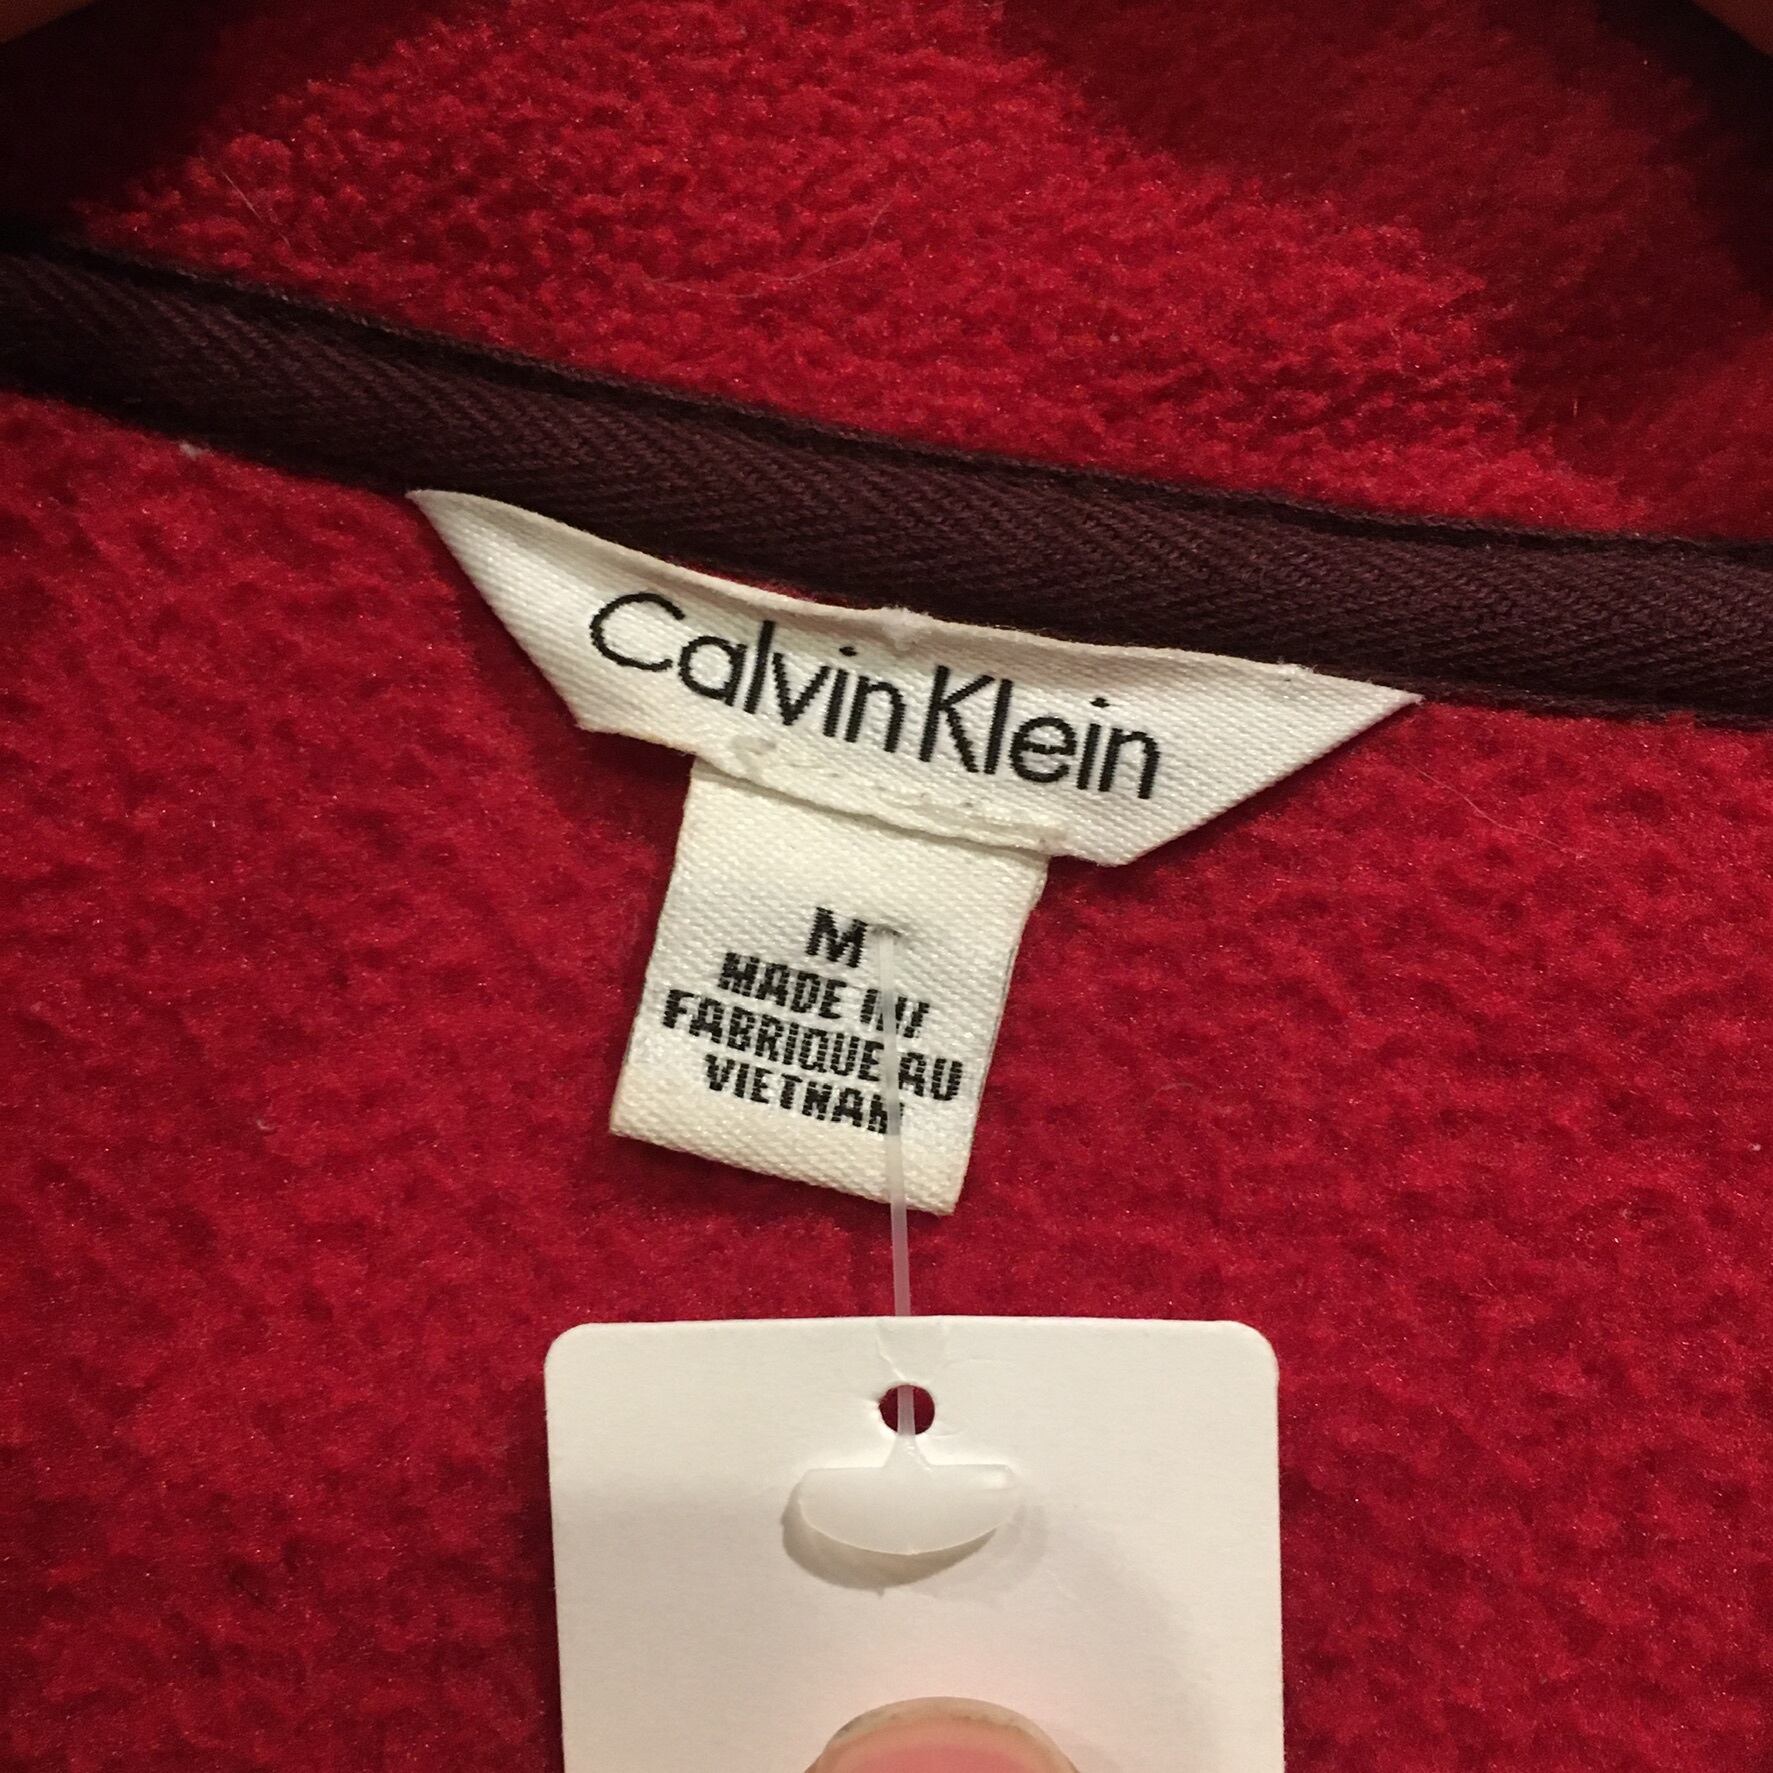 Calvin Klein
M
MADE IN/
FABRIQUE AU
VIETNAM